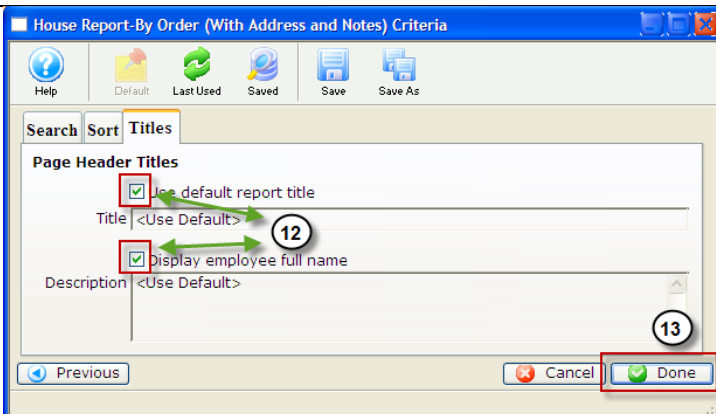 House Report-By Order (With Address and Notes) Criteria
Help Default Last Used Saved Save Save As
Search Sort Titles
Page Header Titles
Use default report title
Title <Use Default>
12
Display employee full name
Description <Use Default>
13
Previous Cancel Done